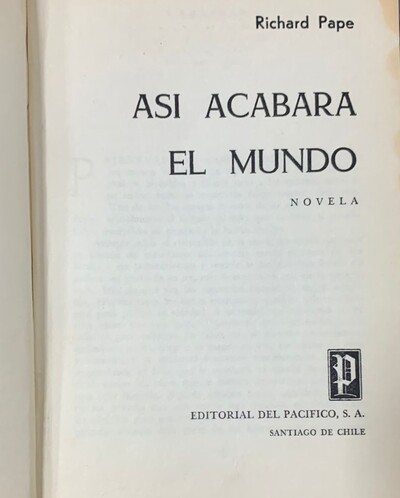 Richard Pape
ASI ACABARA
EL MUNDO
NOVELA
P
EDITORIAL DEL PACIFICO, S. A.
SANTIAGO DE CHILE